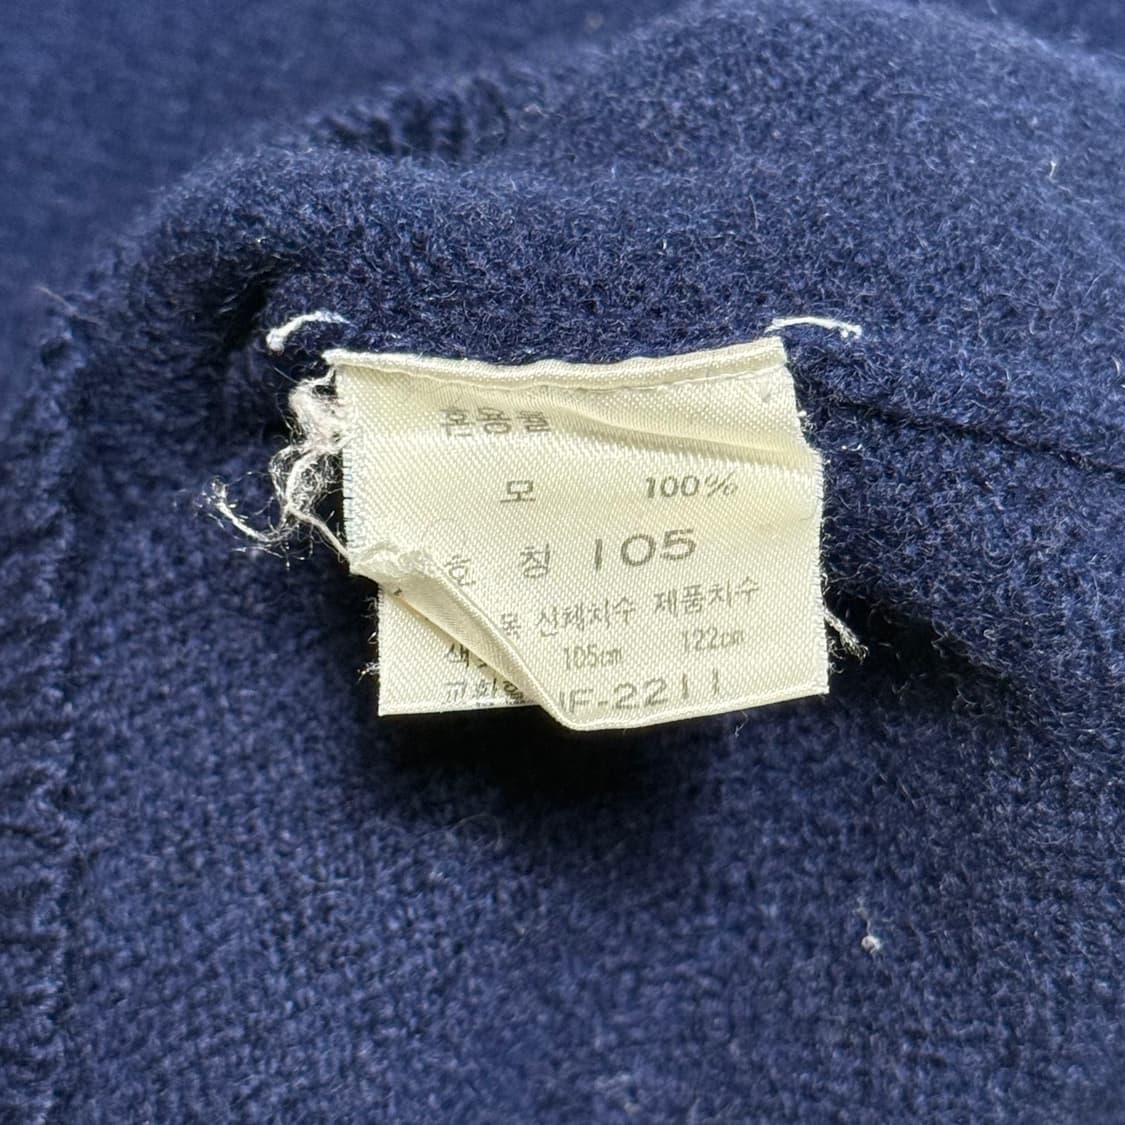 혼용률
모 100%
호 칭 105
신체치수 제품치수
105cm 122cm
F-2211